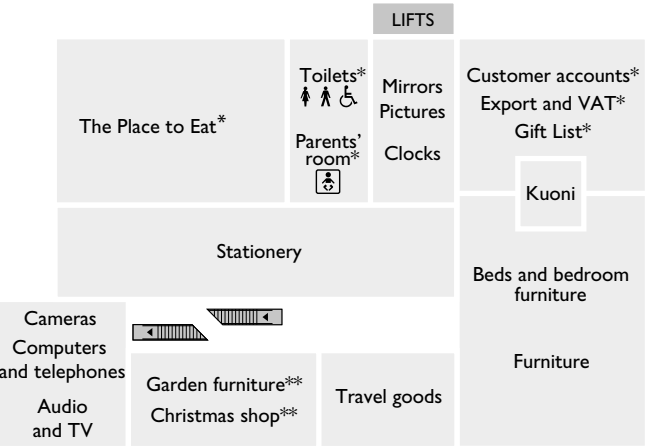 LIFTS
The Place to Eat*
Toilets*
Parents'
room*
Mirrors
Pictures
Clocks
Customer accounts*
Export and VAT*
Gift List*
Kuoni
Stationery
Beds and bedroom
furniture
Furniture
Cameras
Computers
and telephones
Audio
and TV
Garden furniture**
Christmas shop**
Travel goods